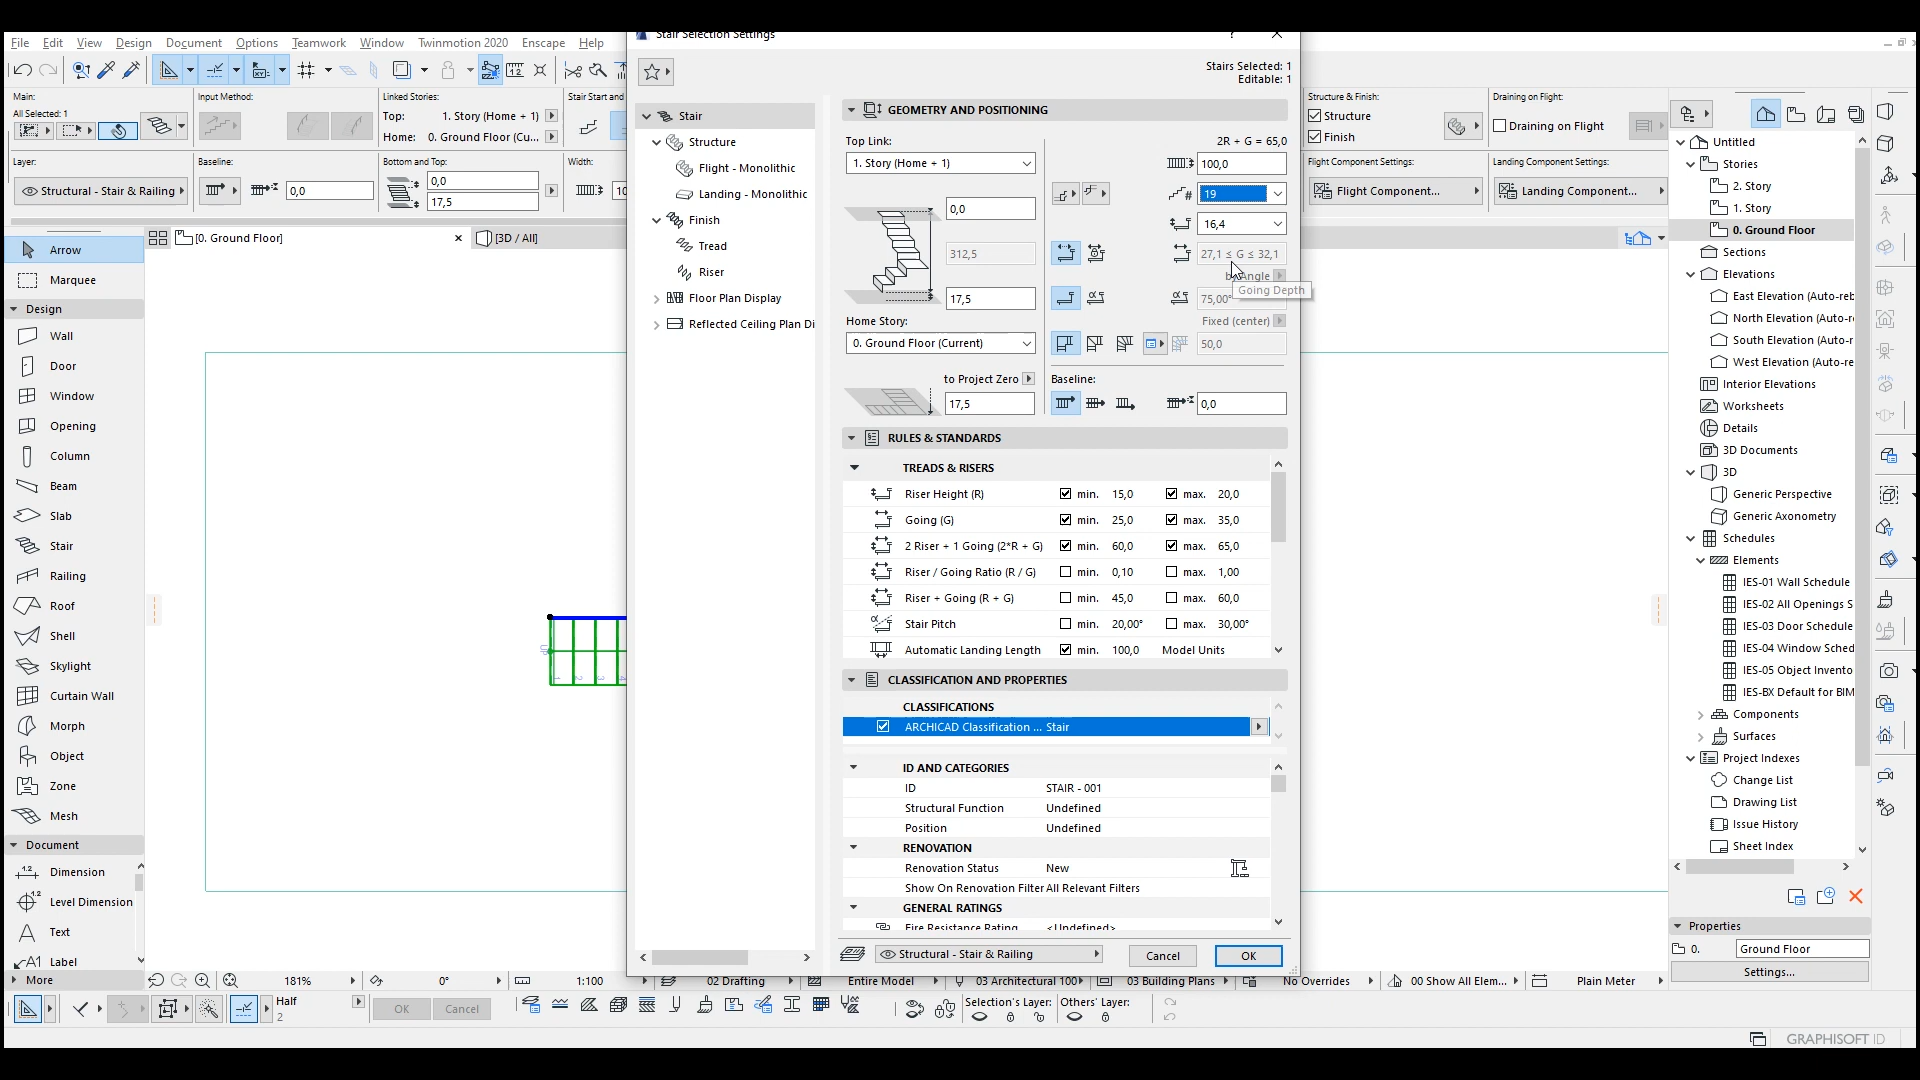 Stair Selection Settings
?
File Edit View Design Document Options Teamwork Window Twinmotion 2020 Enscape Help
Stairs Selected: 1
Editable: 1
Main:
All Selected: 1
Input Method:
Linked Stories:
Top: 1. Story (Home + 1)
Home: 0. Ground Floor (Cu...
Stair Start and
Structure & Finish:
Structure
Finish
Draining on Flight:
Draining on Flight
Layer:
Structural - Stair & Railing
Baseline:
0,0
Bottom and Top:
0,0
17,5
Width:
10
Flight Component Settings:
Flight Component...
Landing Component Settings:
Landing Component...
[0. Ground Floor]
[3D / All]
Arrow
Marquee
Design
Wall
Door
Window
Opening
Column
Beam
Slab
Stair
Railing
Roof
Shell
Skylight
Curtain Wall
Morph
Object
Zone
Mesh
Document
Dimension
Level Dimension
Text
Label
More
1
2
3
4
Stair
Structure
Flight - Monolithic
Landing - Monolithic
Finish
Tread
Riser
Floor Plan Display
Reflected Ceiling Plan Di
GEOMETRY AND POSITIONING
Top Link:
1. Story (Home + 1)
2R + G = 65,0
100,0
19
0,0
16,4
312,5
27,1 ≤ G ≤ 32,1
Going Depth
17,5
75,00°
Home Story:
Fixed (center)
0. Ground Floor (Current)
50,0
to Project Zero
Baseline:
17,5
0,0
RULES & STANDARDS
TREADS & RISERS
Riser Height (R) min. 15,0 max. 20,0
Going (G) min. 25,0 max. 35,0
2 Riser + 1 Going (2*R + G) min. 60,0 max. 65,0
Riser / Going Ratio (R / G) min. 0,10 max. 1,00
Riser + Going (R + G) min. 45,0 max. 60,0
Stair Pitch min. 20,00° max. 30,00°
Automatic Landing Length min. 100,0 Model Units
CLASSIFICATION AND PROPERTIES
CLASSIFICATIONS
ARCHICAD Classification ... Stair
ID AND CATEGORIES
ID STAIR - 001
Structural Function Undefined
Position Undefined
RENOVATION
Renovation Status New
Show On Renovation Filter All Relevant Filters
GENERAL RATINGS
Fire Resistance Rating <Undefined>
Structural - Stair & Railing
Cancel
OK
Untitled
Stories
2. Story
1. Story
0. Ground Floor
Sections
Elevations
East Elevation (Auto-reb
North Elevation (Auto-r
South Elevation (Auto-r
West Elevation (Auto-re
Interior Elevations
Worksheets
Details
3D Documents
3D
Generic Perspective
Generic Axonometry
Schedules
Elements
IES-01 Wall Schedule
IES-02 All Openings S
IES-03 Door Schedule
IES-04 Window Sched
IES-05 Object Invento
IES-BX Default for BIM
Components
Surfaces
Project Indexes
Change List
Drawing List
Issue History
Sheet Index
Properties
0. Ground Floor
Settings...
181%
0°
1:100
02 Drafting
Entire Model
03 Architectural 100
03 Building Plans
No Overrides
00 Show All Elem...
Plain Meter
Half
2
OK
Cancel
Selection's Layer:
Others' Layer:
GRAPHISOFT ID